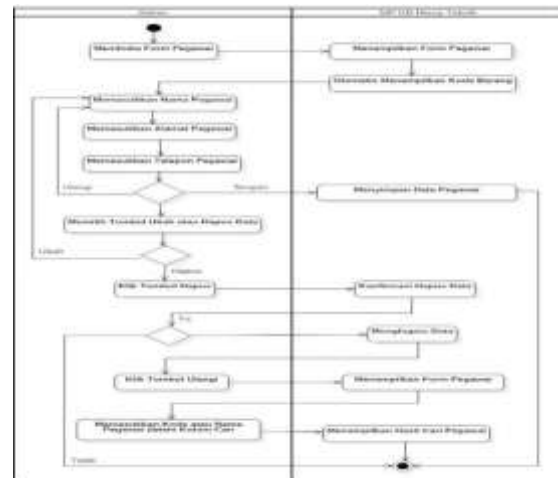 Admin
Membuka Form Pegawai
Menampilkan Form Pegawai
Otomatis Menampilkan Kode Barang
Memasukkan Nama Pegawai
Memasukkan Alamat Pegawai
Memasukkan Telepon Pegawai
Ulangi
Simpan
Menyimpan Data Pegawai
Memilih Tombol Ubah atau Hapus Data
Ubah
Hapus
Klik Tombol Hapus
Konfirmasi Hapus Data
Ya
Menghapus Data
Klik Tombol Ulangi
Menampilkan Form Pegawai
Memasukkan Kode atau Nama
Pegawai dalam Kolom Cari
Menampilkan Hasil Cari Pegawai
Tidak